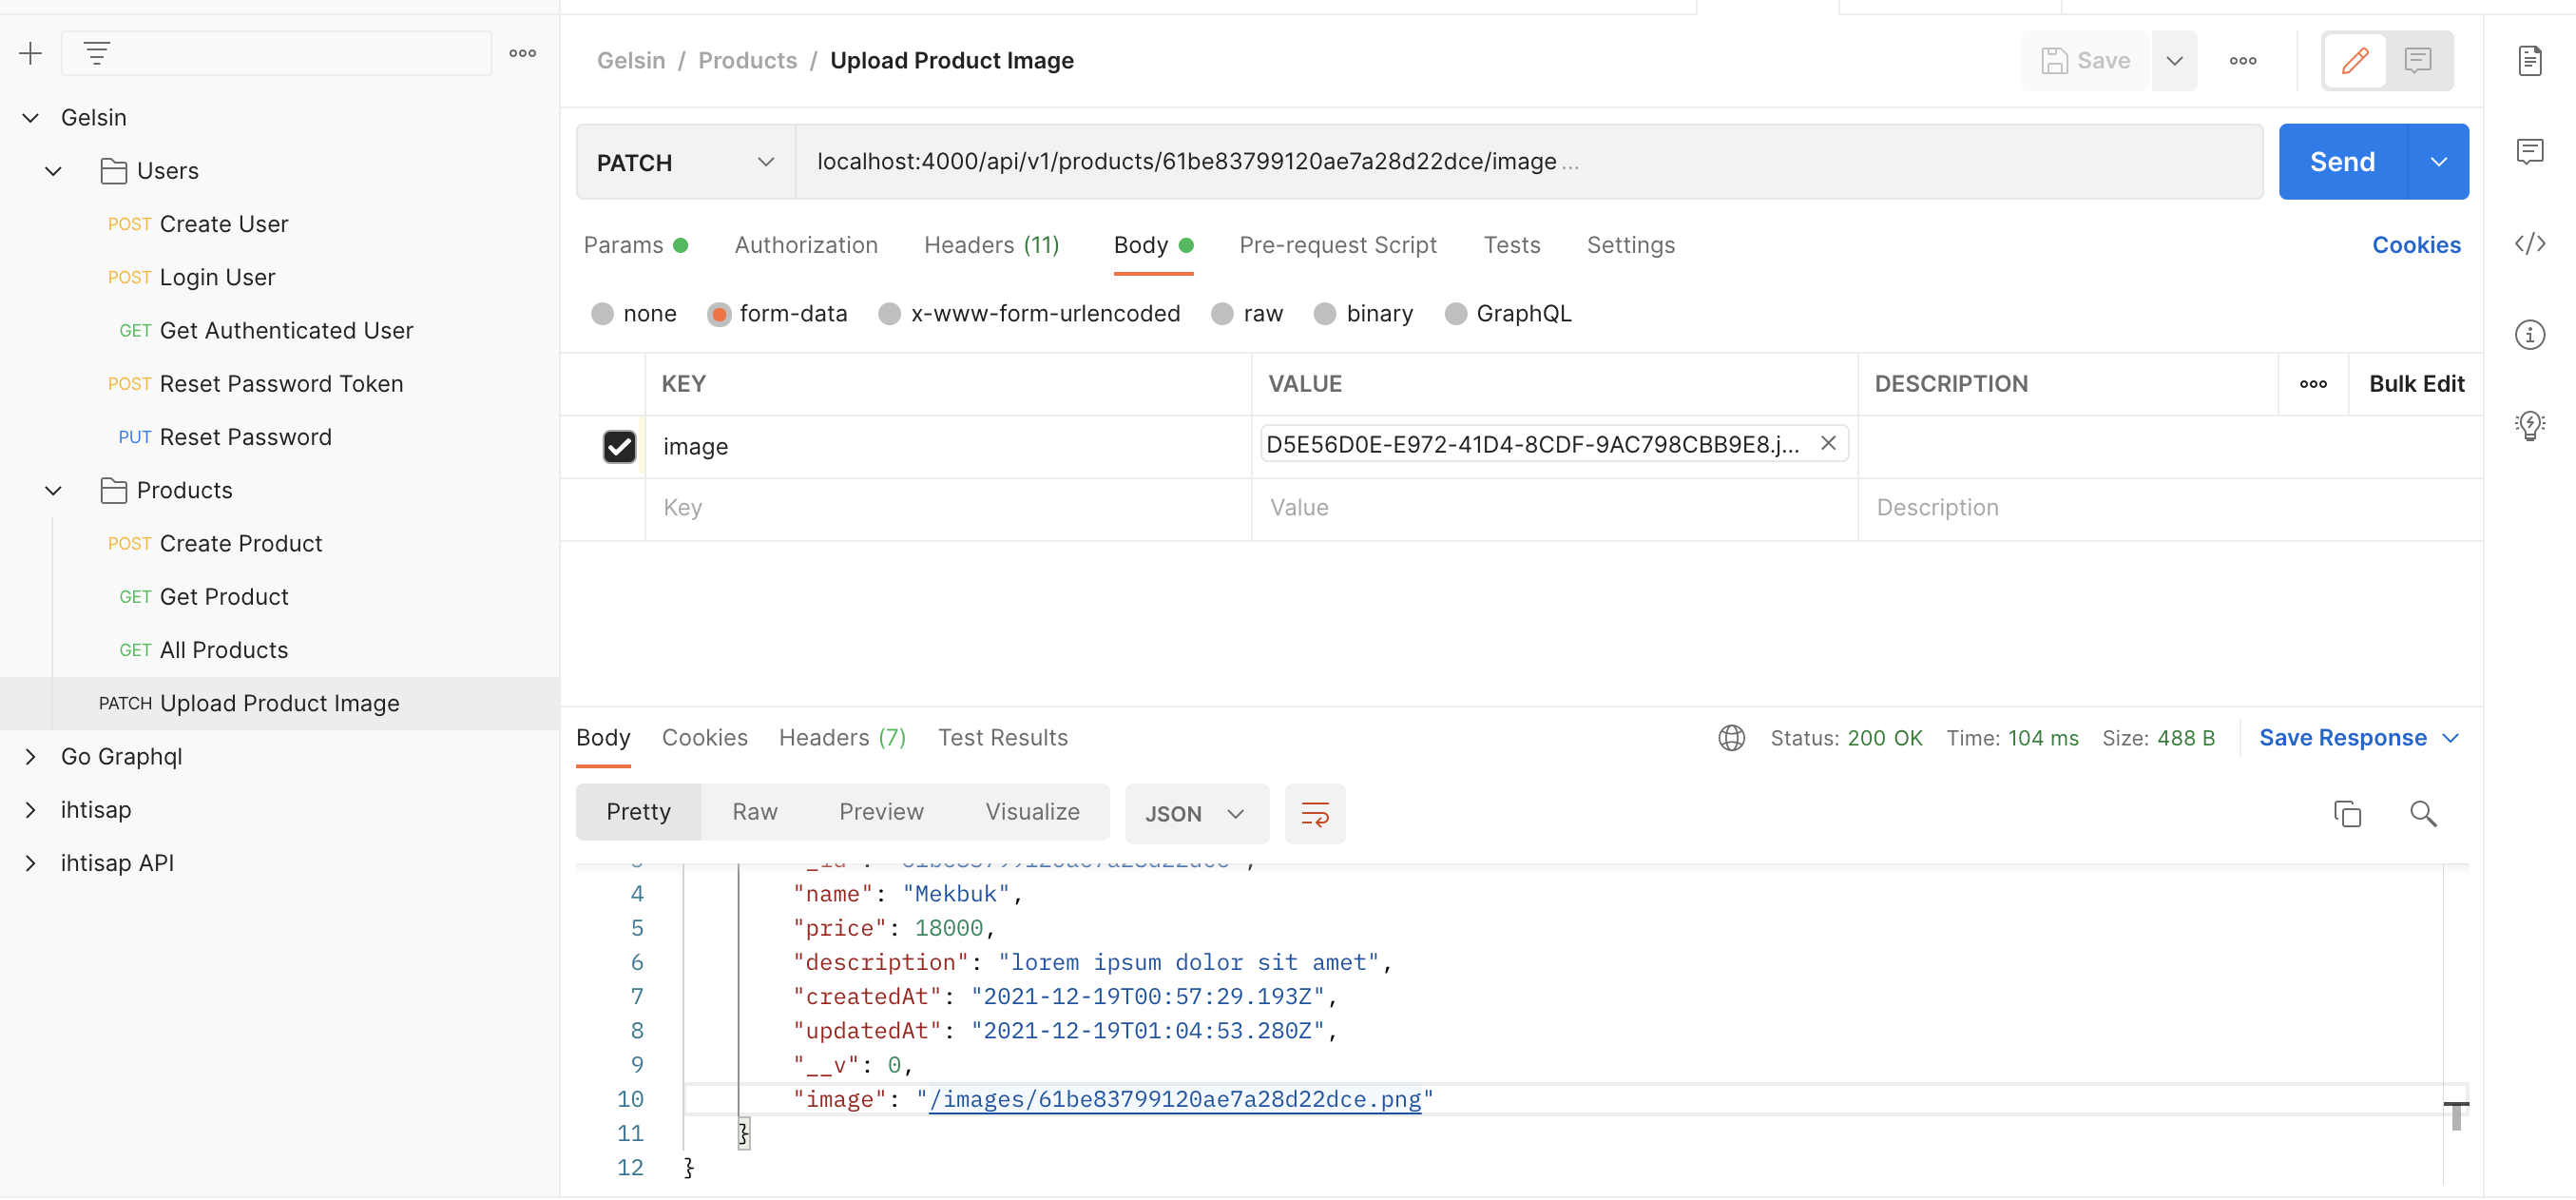 Gelsin
Users
POST Create User
POST Login User
GET Get Authenticated User
POST Reset Password Token
PUT Reset Password
Products
POST Create Product
GET Get Product
GET All Products
PATCH Upload Product Image
Go Graphql
ihtisap
ihtisap API
Gelsin / Products / Upload Product Image
Save
PATCH localhost:4000/api/v1/products/61be83799120ae7a28d22dce/image ...
Send
Params Authorization Headers (11) Body Pre-request Script Tests Settings Cookies
none form-data x-www-form-urlencoded raw binary GraphQL
KEY VALUE DESCRIPTION Bulk Edit
image D5E56D0E-E972-41D4-8CDF-9AC798CBB9E8.j...
Key Value Description
Body Cookies Headers (7) Test Results Status: 200 OK Time: 104 ms Size: 488 B Save Response
Pretty Raw Preview Visualize JSON
4 "name": "Mekbuk",
5 "price": 18000,
6 "description": "lorem ipsum dolor sit amet",
7 "createdAt": "2021-12-19T00:57:29.193Z",
8 "updatedAt": "2021-12-19T01:04:53.280Z",
9 "__v": 0,
10 "image": "/images/61be83799120ae7a28d22dce.png"
11 }
12 }